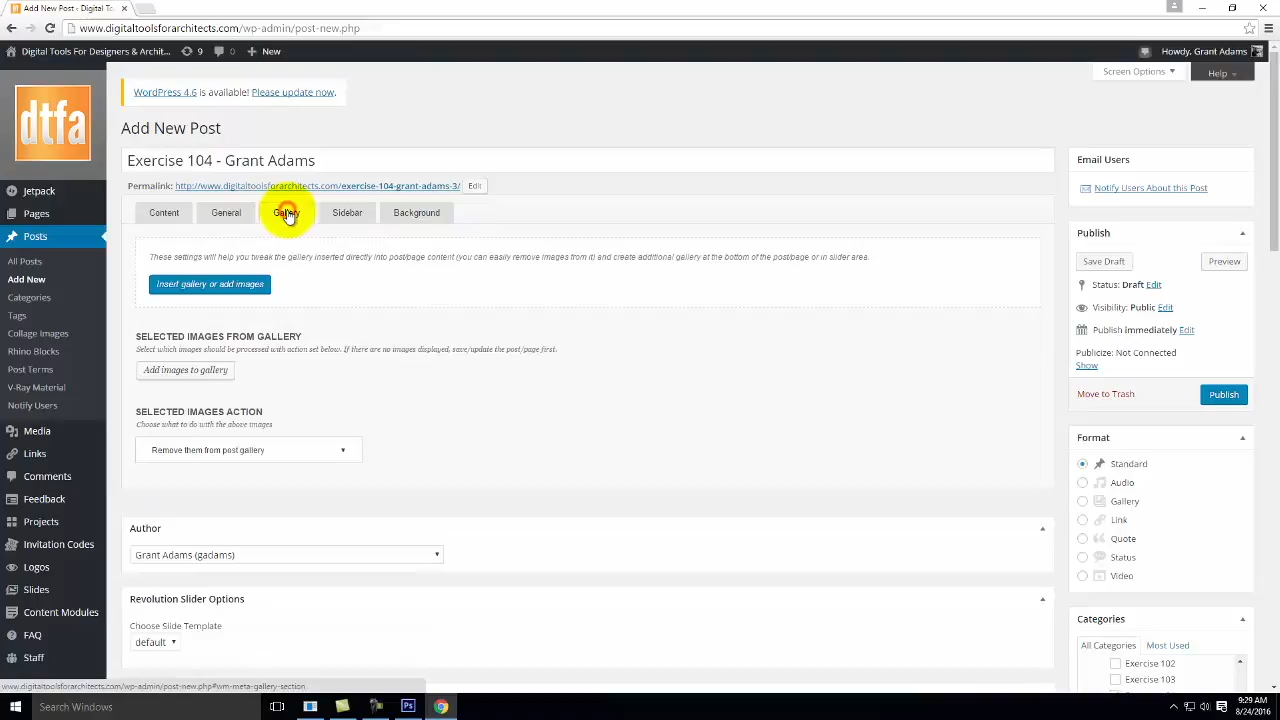 Add New Post ‹ Digital T
www.digitaltoolsforarchitects.com/wp-admin/post-new.php
Digital Tools For Designers & Archit...
9
0
New
Howdy, Grant Adams
Screen Options
Help
dtfa
WordPress 4.6 is available! Please update now.
Add New Post
Exercise 104 - Grant Adams
Permalink: http://www.digitaltoolsforarchitects.com/exercise-104-grant-adams-3/
Edit
Content
General
Gallery
Sidebar
Background
These settings will help you tweak the gallery inserted directly into post/page content (you can easily remove images from it) and create additional gallery at the bottom of the post/page or in slider area.
Insert gallery or add images
SELECTED IMAGES FROM GALLERY
Select which images should be processed with action set below. If there are no images displayed, save/update the post/page first.
Add images to gallery
SELECTED IMAGES ACTION
Choose what to do with the above images
Remove them from post gallery
Author
Grant Adams (gadams)
Revolution Slider Options
Choose Slide Template
default
Jetpack
Pages
Posts
All Posts
Add New
Categories
Tags
Collage Images
Rhino Blocks
Post Terms
V-Ray Material
Notify Users
Media
Links
Comments
Feedback
Projects
Invitation Codes
Logos
Slides
Content Modules
FAQ
Staff
Email Users
Notify Users About this Post
Publish
Save Draft
Preview
Status: Draft Edit
Visibility: Public Edit
Publish immediately Edit
Publicize: Not Connected
Show
Move to Trash
Publish
Format
Standard
Audio
Gallery
Link
Quote
Status
Video
Categories
All Categories
Most Used
Exercise 102
Exercise 103
www.digitaltoolsforarchitects.com/wp-admin/post-new.php#wm-meta-gallery-section
Search Windows
Ps
9:29 AM
8/24/2016